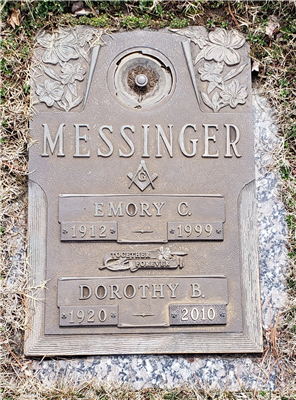 MESSINGER
G
EMORY C.
1912 1999
TOGETHER
FOREVER
DOROTHY B.
1920 2010